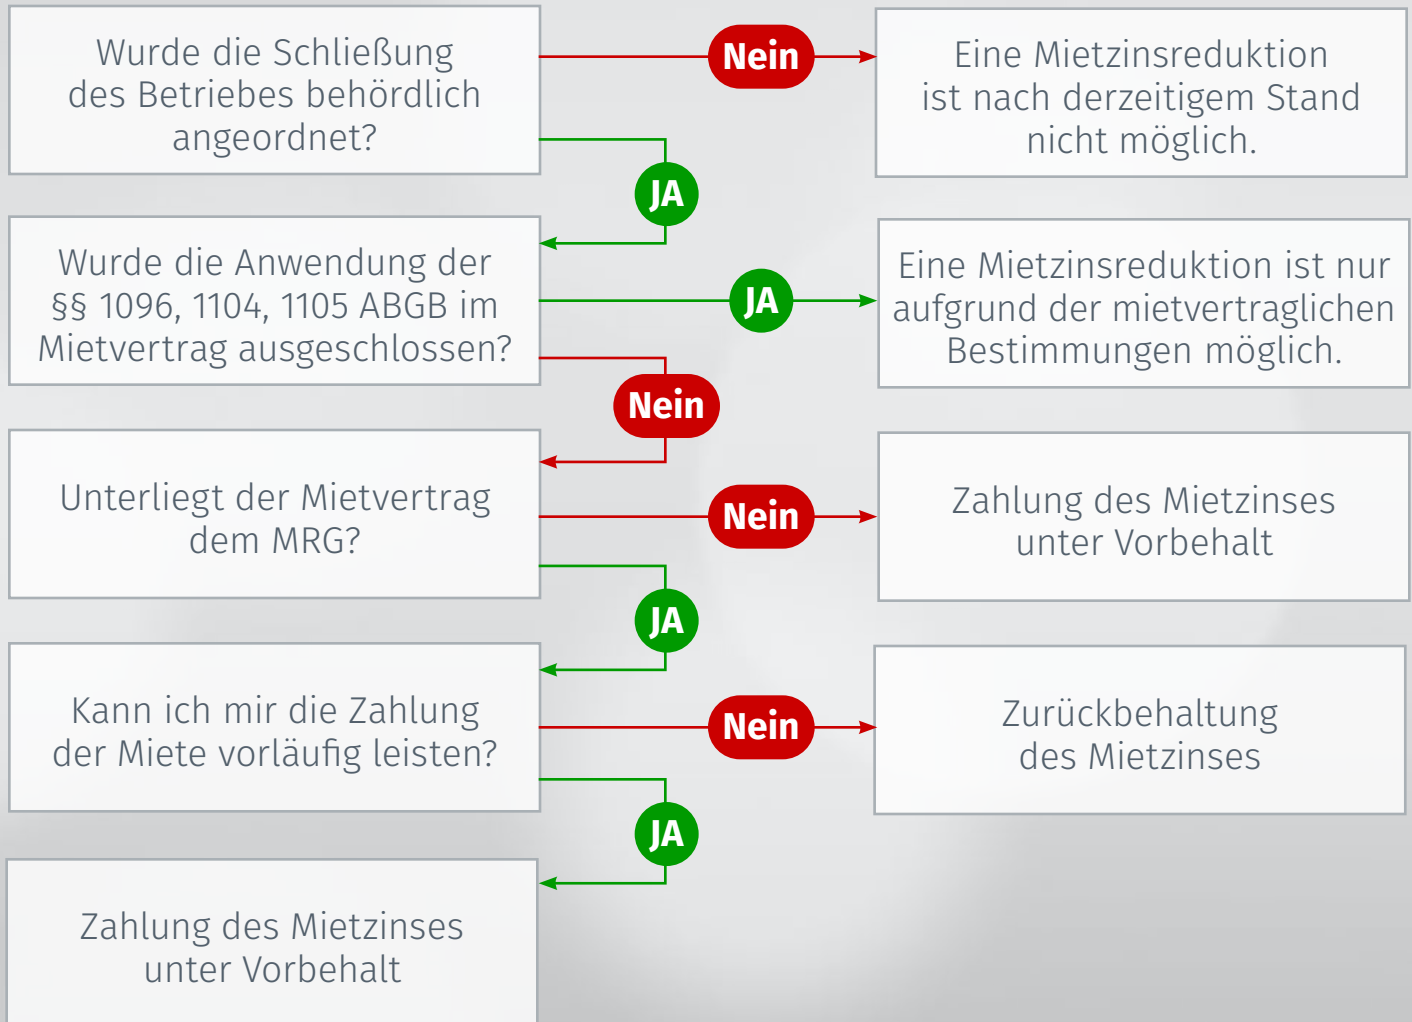 Wurde die Schließung
des Betriebes behördlich
angeordnet?
Nein
Eine Mietzinsreduktion
ist nach derzeitigem Stand
nicht möglich.
JA
Wurde die Anwendung der
§§ 1096, 1104, 1105 ABGB im
Mietvertrag ausgeschlossen?
JA
Eine Mietzinsreduktion ist nur
aufgrund der mietvertraglichen
Bestimmungen möglich.
Nein
Unterliegt der Mietvertrag
dem MRG?
Nein
Zahlung des Mietzinses
unter Vorbehalt
JA
Kann ich mir die Zahlung
der Miete vorläufig leisten?
Nein
Zurückbehaltung
des Mietzinses
JA
Zahlung des Mietzinses
unter Vorbehalt